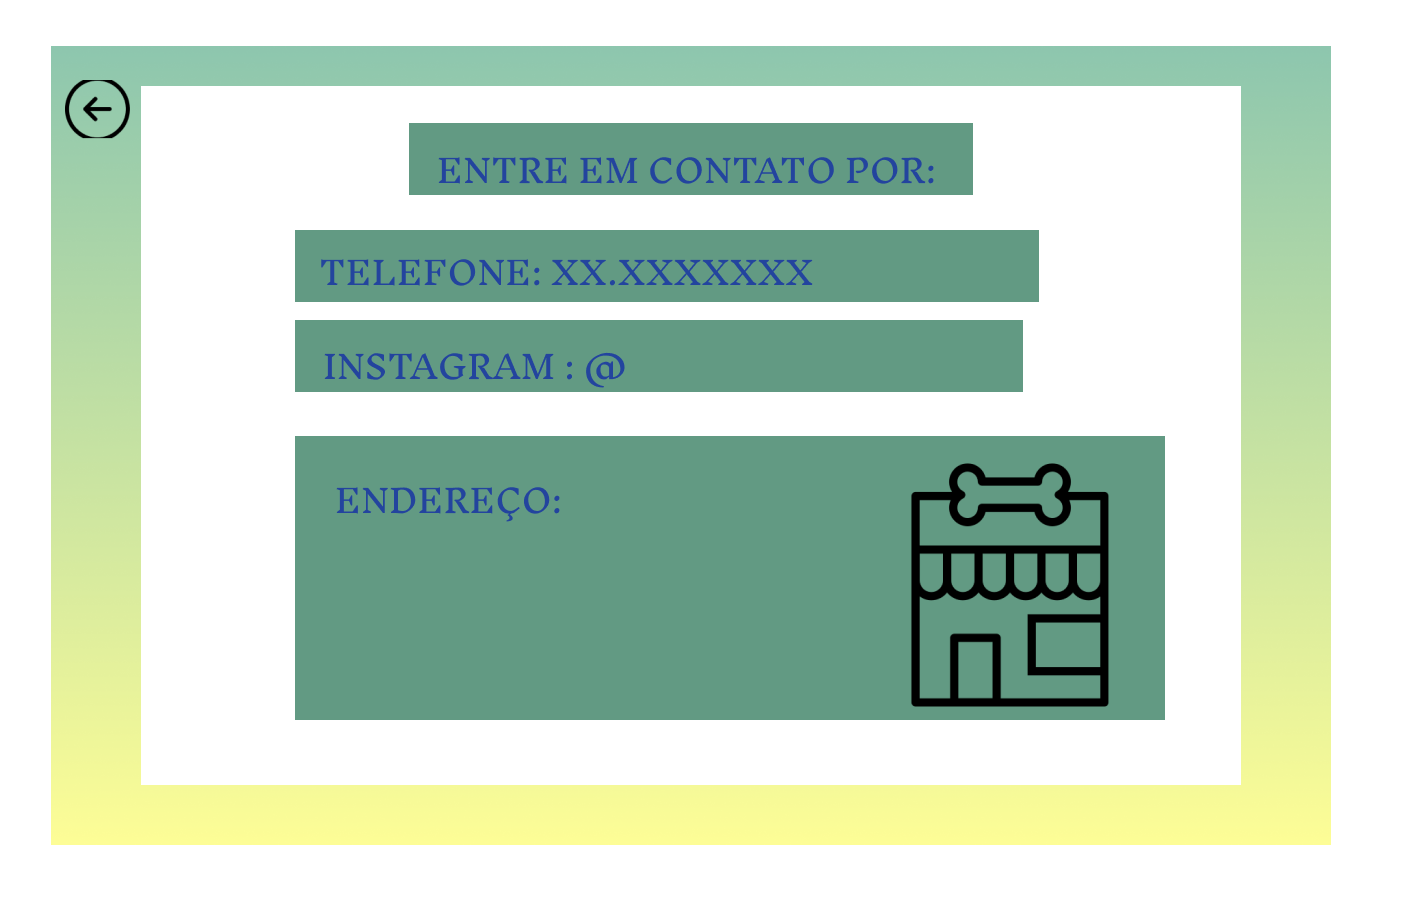 ENTRE EM CONTATO POR:
TELEFONE: XX.XXXXXXX
INSTAGRAM : @
ENDEREÇO: